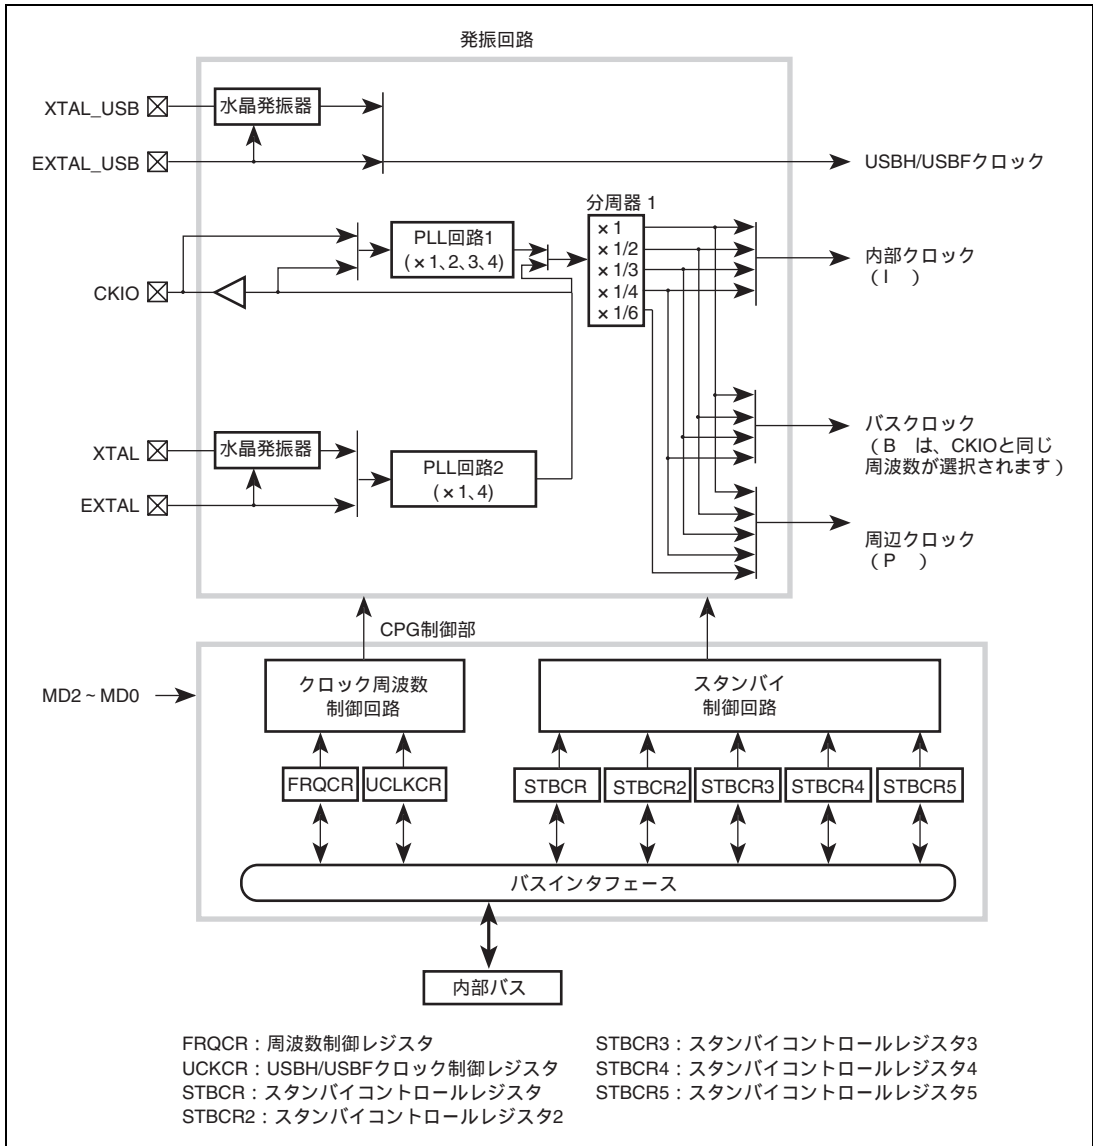 発振回路
XTAL_USB
水晶発振器
EXTAL_USB
USBH/USBFクロック
分周器 1
×1
×1/2
×1/3
×1/4
×1/6
PLL回路1
(×1、2、3、4)
CKIO
内部クロック
(I )
バスクロック
(B は、CKIOと同じ
周波数が選択されます)
XTAL
水晶発振器
EXTAL
PLL回路2
(×1、4)
周辺クロック
(P )
CPG制御部
MD2~MD0
クロック周波数
制御回路
スタンバイ
制御回路
FRQCR
UCLKCR
STBCR
STBCR2
STBCR3
STBCR4
STBCR5
バスインタフェース
内部バス
FRQCR:周波数制御レジスタ
UCKCR:USBH/USBFクロック制御レジスタ
STBCR:スタンバイコントロールレジスタ
STBCR2:スタンバイコントロールレジスタ2
STBCR3:スタンバイコントロールレジスタ3
STBCR4:スタンバイコントロールレジスタ4
STBCR5:スタンバイコントロールレジスタ5